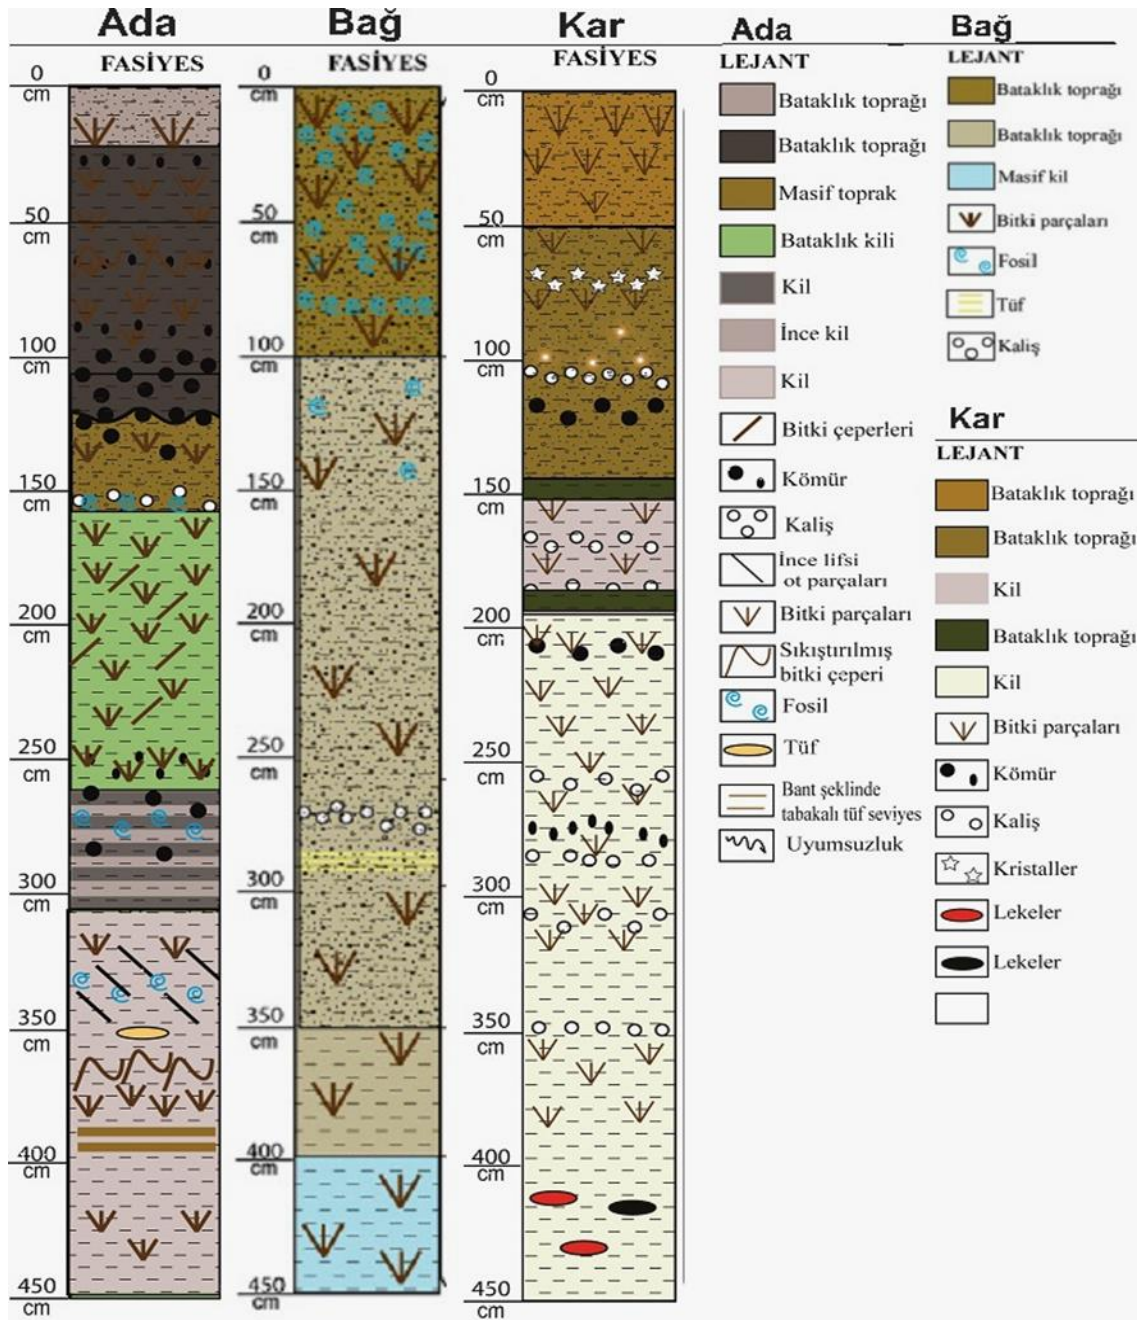 Ada
FASİYES
0
cm
50
cm
100
cm
150
cm
200
cm
250
cm
300
cm
350
cm
400
cm
450
cm
Bağ
FASİYES
0
cm
50
cm
100
cm
150
cm
200
cm
250
cm
300
cm
350
cm
400
cm
450
cm
Kar
FASİYES
0
cm
50
cm
100
cm
150
cm
200
cm
250
cm
300
cm
350
cm
400
cm
450
cm
Ada
LEJANT
Bataklık toprağı
Bataklık toprağı
Masif toprak
Bataklık kili
Kil
İnce kil
Kil
Bitki çeperleri
Kömür
Kaliş
İnce lifsi
ot parçaları
Bitki parçaları
Sıkıştırılmış
bitki çeperi
Fosil
Tüf
Bant şeklinde
tabakalı tüf seviyes
Uyumsuzluk
Bağ
LEJANT
Bataklık toprağı
Bataklık toprağı
Masif kil
Bitki parçaları
Fosil
Tüf
Kaliş
Kar
LEJANT
Bataklık toprağı
Bataklık toprağı
Kil
Bataklık toprağı
Kil
Bitki parçaları
Kömür
Kaliş
Kristaller
Lekeler
Lekeler